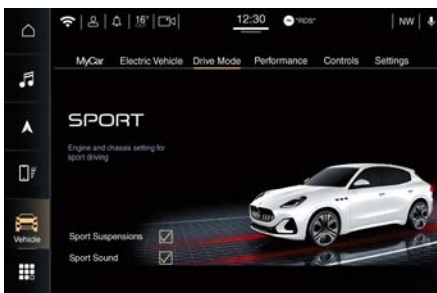 16°
12:30
*RDS*
NW
MyCar Electric Vehicle Drive Mode Performance Controls Settings
SPORT
Engine and chassis setting for
sport driving
Sport Suspensions
Sport Sound
Vehicle